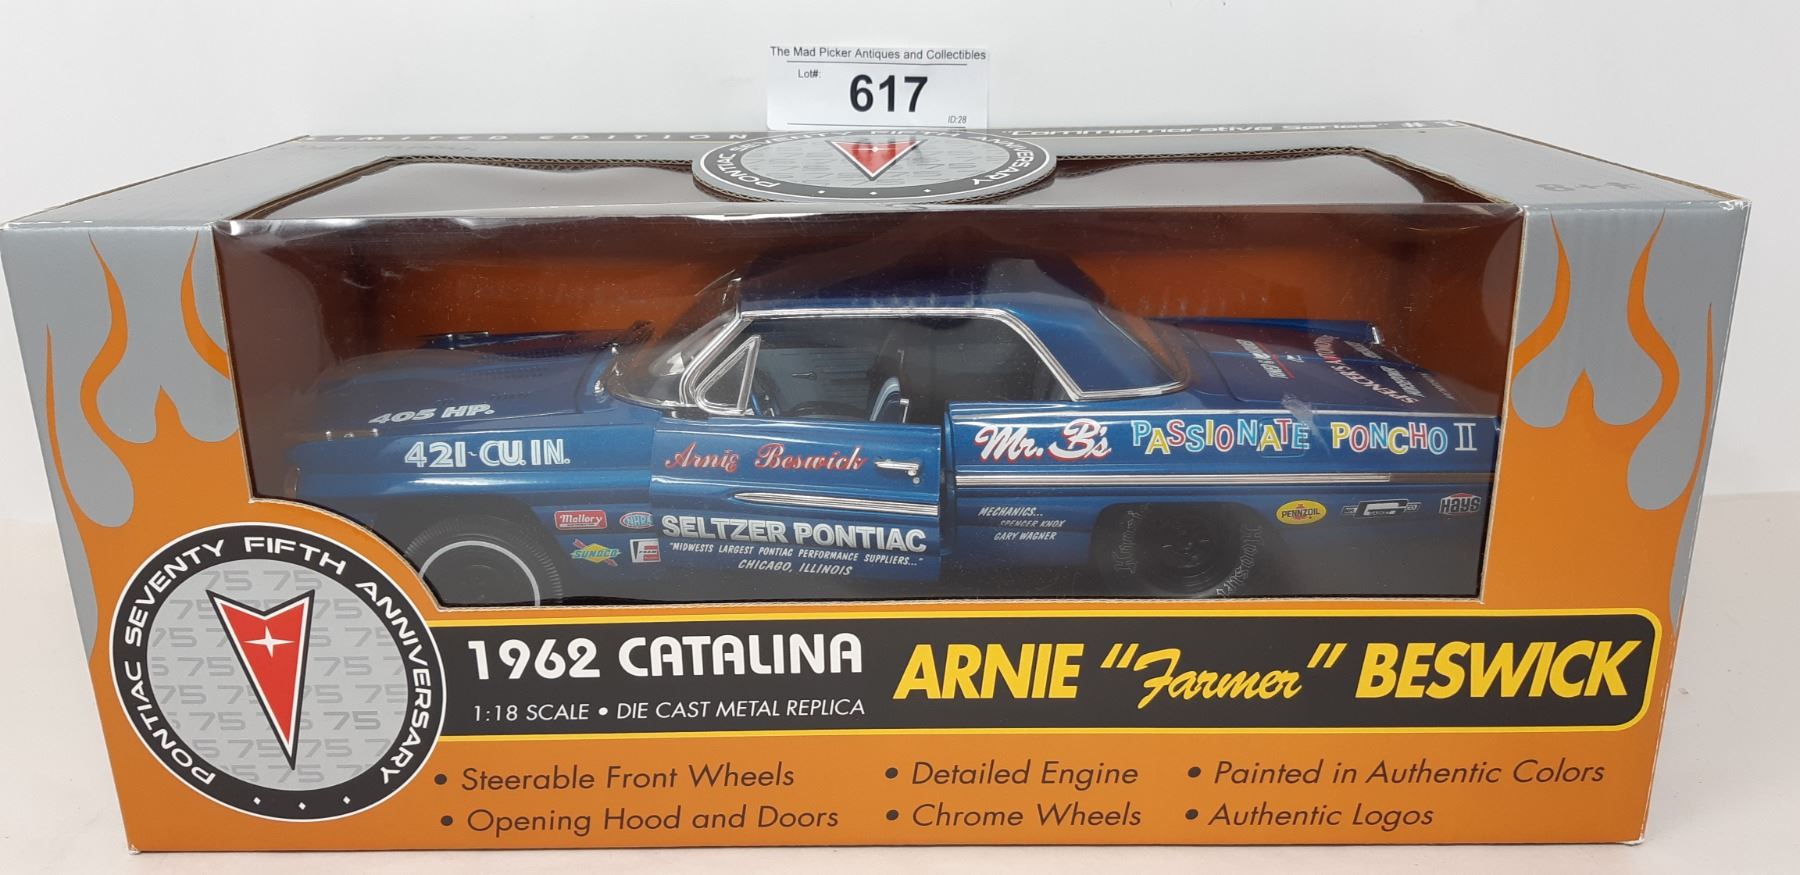 The Mad Picker Antiques and Collectibles
Lot#:
617
ID:28
LIMITED EDITION
"Commemorative Series" # 1
PONTIAC SEVENTY FIFTH ANNIVERSARY
405 HP.
421-CU. IN.
Arnie Beswick
Mr. B's PASSIONATE PONCHO II
MECHANICS...
SPENCER KNOX
GARY WAGNER
PENNZOIL
Hays
Mallory
NHRA
SUNOCO
SELTZER PONTIAC
"MIDWESTS LARGEST PONTIAC PERFORMANCE SUPPLIERS..."
CHICAGO, ILLINOIS
PONTIAC SEVENTY FIFTH ANNIVERSARY
1962 CATALINA
1:18 SCALE • DIE CAST METAL REPLICA
ARNIE "Farmer" BESWICK
• Steerable Front Wheels
• Opening Hood and Doors
• Detailed Engine
• Chrome Wheels
• Painted in Authentic Colors
• Authentic Logos